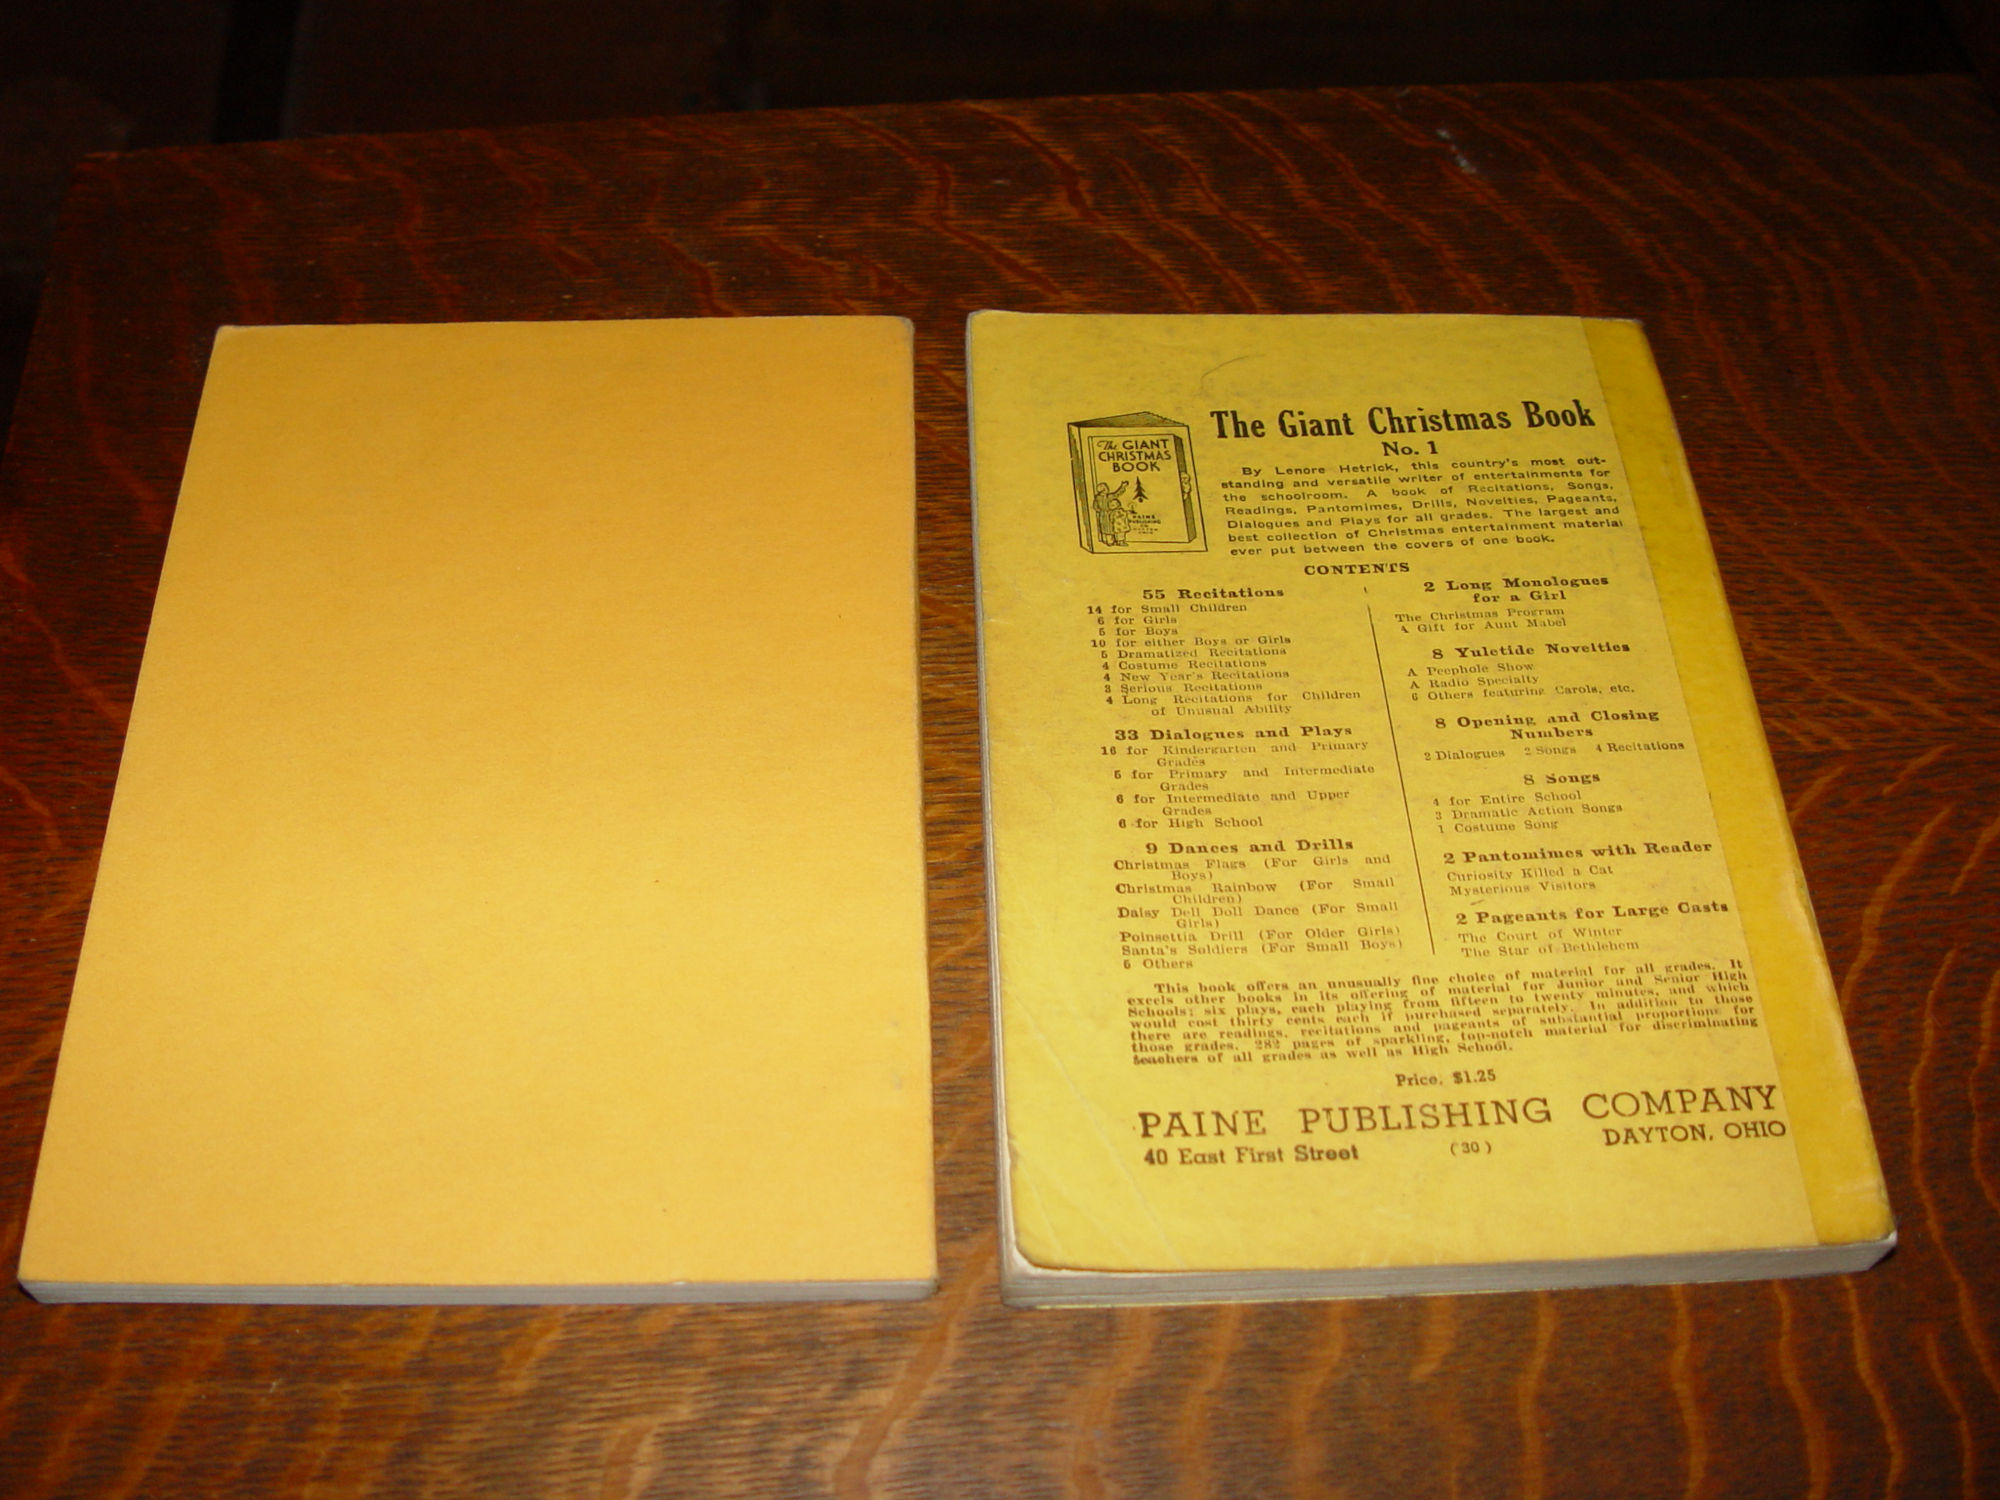 The Giant Christmas Book
No. 1
The GIANT
CHRISTMAS
BOOK
PAINE
PUBLISHING
By Lenore Hetrick, this country's most out-
standing and versatile writer of entertainments for
the schoolroom. A book of Recitations, Songs,
Readings, Pantomimes, Drills, Novelties, Pageants,
Dialogues and Plays for all grades. The largest and
best collection of Christmas entertainment material
ever put between the covers of one book.
CONTENTS
55 Recitations
14 for Small Children
6 for Girls
5 for Boys
10 for either Boys or Girls
5 Dramatized Recitations
4 Costume Recitations
4 New Year's Recitations
3 Serious Recitations
4 Long Recitations for Children
of Unusual Ability
33 Dialogues and Plays
16 for Kindergarten and Primary
Grades
5 for Primary and Intermediate
Grades
6 for Intermediate and Upper
Grades
6 for High School
9 Dances and Drills
Christmas Flags (For Girls and
Boys)
Christmas Rainbow (For Small
Children)
Daisy Dell Doll Dance (For Small
Girls)
Poinsettia Drill (For Older Girls)
Santa's Soldiers (For Small Boys)
5 Others
2 Long Monologues
for a Girl
The Christmas Program
A Gift for Aunt Mabel
8 Yuletide Novelties
A Peephole Show
A Radio Specialty
6 Others featuring Carols, etc.
8 Opening and Closing
Numbers
2 Dialogues 2 Songs 4 Recitations
8 Songs
4 for Entire School
3 Dramatic Action Songs
1 Costume Song
2 Pantomimes with Reader
Curiosity Killed a Cat
Mysterious Visitors
2 Pageants for Large Casts
The Court of Winter
The Star of Bethlehem
This book offers an unusually fine choice of material for all grades. It
excels other books in its offering of material for Junior and Senior High
Schools; six plays, each playing from fifteen to twenty minutes, and which
would cost thirty cents each if purchased separately. In addition to those
there are readings, recitations and pageants of substantial proportions for
those grades. 282 pages of sparkling, top-notch material for discriminating
teachers of all grades as well as High School.
Price, $1.25
PAINE PUBLISHING COMPANY
40 East First Street (30) DAYTON, OHIO